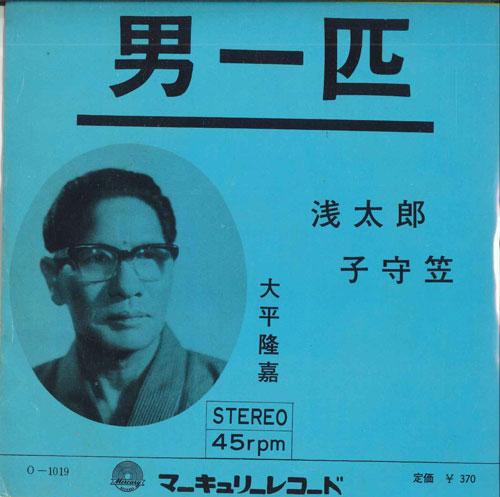 男一匹
浅太郎
子守笠
大平隆嘉
STEREO
45rpm
O-1019
Mercury
マーキュリーレコード
定価 ¥ 370